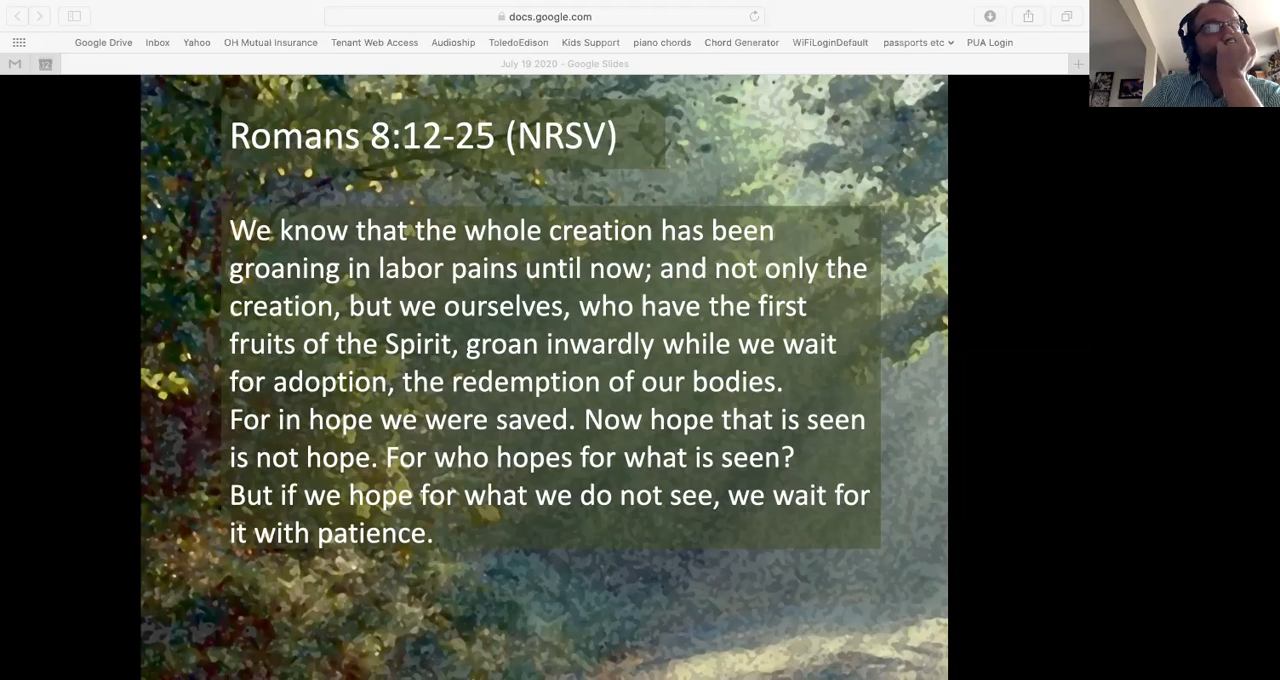 docs.google.com
Google Drive Inbox Yahoo OH Mutual Insurance Tenant Web Access Audioship ToledoEdison Kids Support piano chords Chord Generator WiFiLoginDefault passports etc PUA Login
12
July 19 2020 - Google Slides
Romans 8:12-25 (NRSV)
We know that the whole creation has been
groaning in labor pains until now; and not only the
creation, but we ourselves, who have the first
fruits of the Spirit, groan inwardly while we wait
for adoption, the redemption of our bodies.
For in hope we were saved. Now hope that is seen
is not hope. For who hopes for what is seen?
But if we hope for what we do not see, we wait for
it with patience.